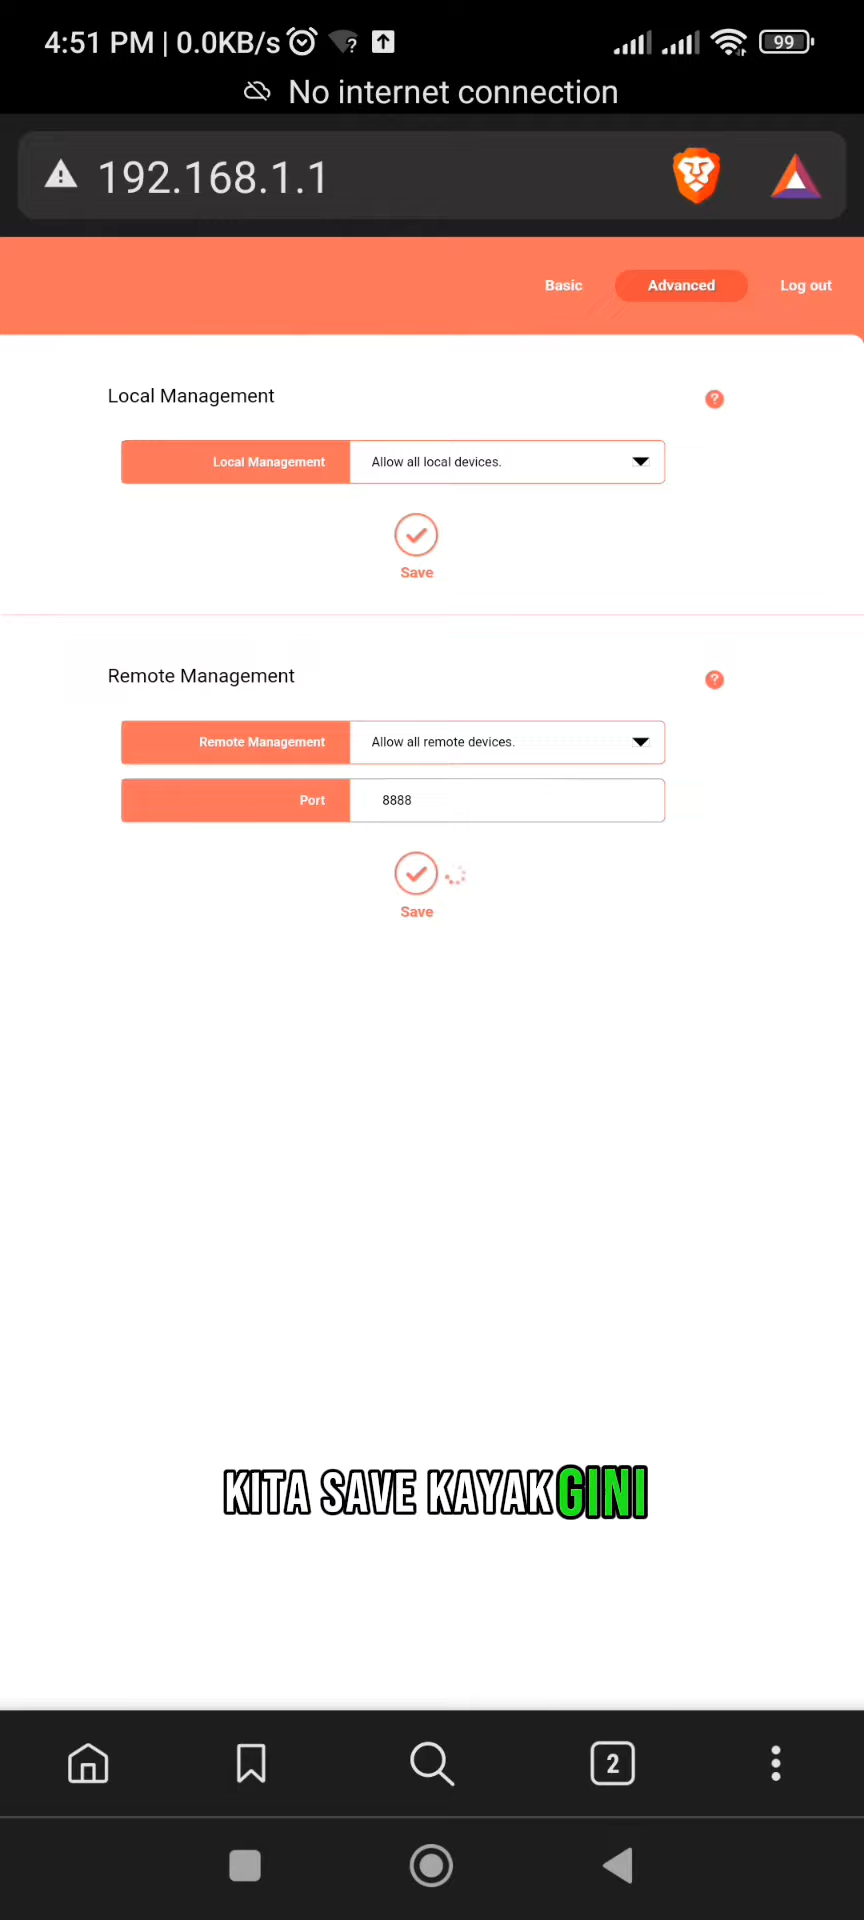 4:51 PM | 0.0KB/s
99
No internet connection
192.168.1.1
Basic
Advanced
Log out
Local Management
Local Management
Allow all local devices.
Save
Remote Management
Remote Management
Allow all remote devices.
Port
8888
Save
KITA SAVE KAYAK GINI
2